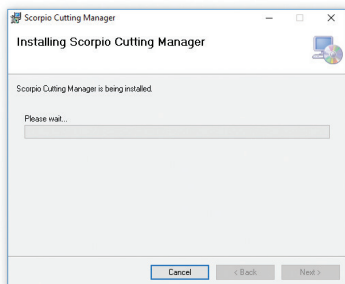 Scorpio Cutting Manager
Installing Scorpio Cutting Manager
Scorpio Cutting Manager is being installed.
Please wait...
Cancel
< Back
Next >